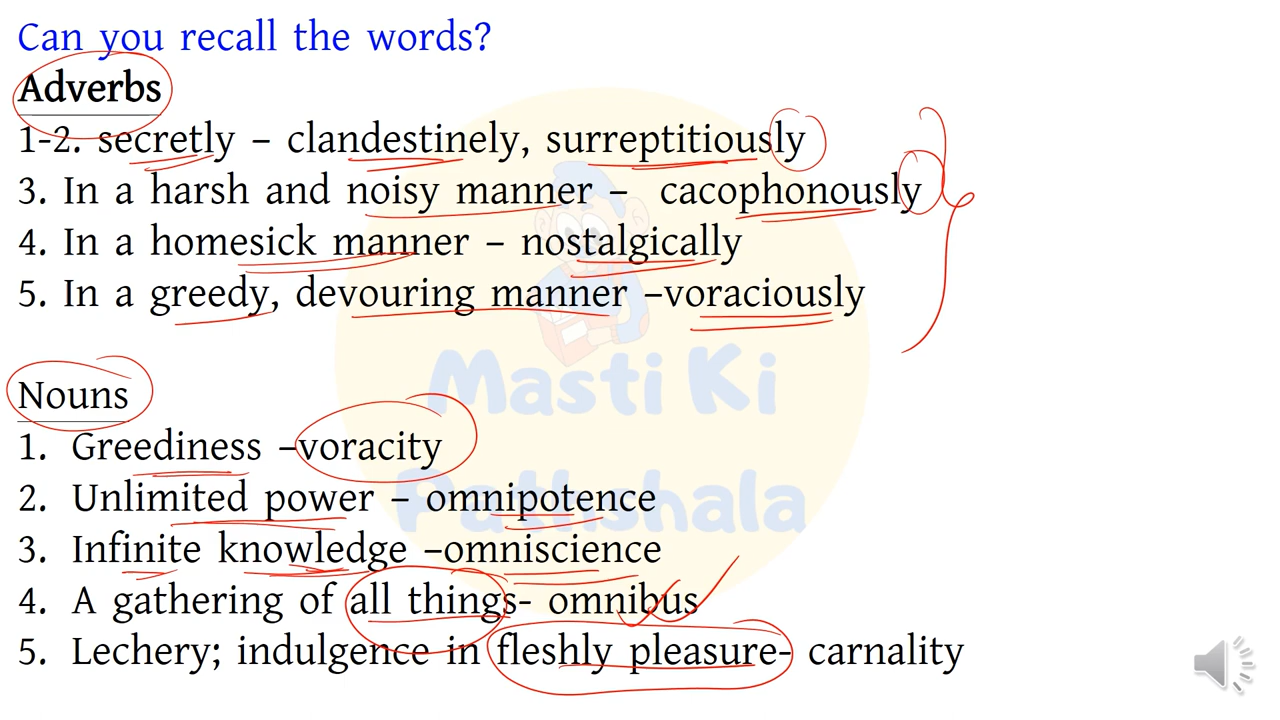 Can you recall the words?
Adverbs
1-2. secretly – clandestinely, surreptitiously
3. In a harsh and noisy manner – cacophonously
4. In a homesick manner – nostalgically
5. In a greedy, devouring manner –voraciously
Nouns
1. Greediness –voracity
2. Unlimited power – omnipotence
3. Infinite knowledge –omniscience
4. A gathering of all things- omnibus
5. Lechery; indulgence in fleshly pleasure- carnality
Masti Ki
Pathshala